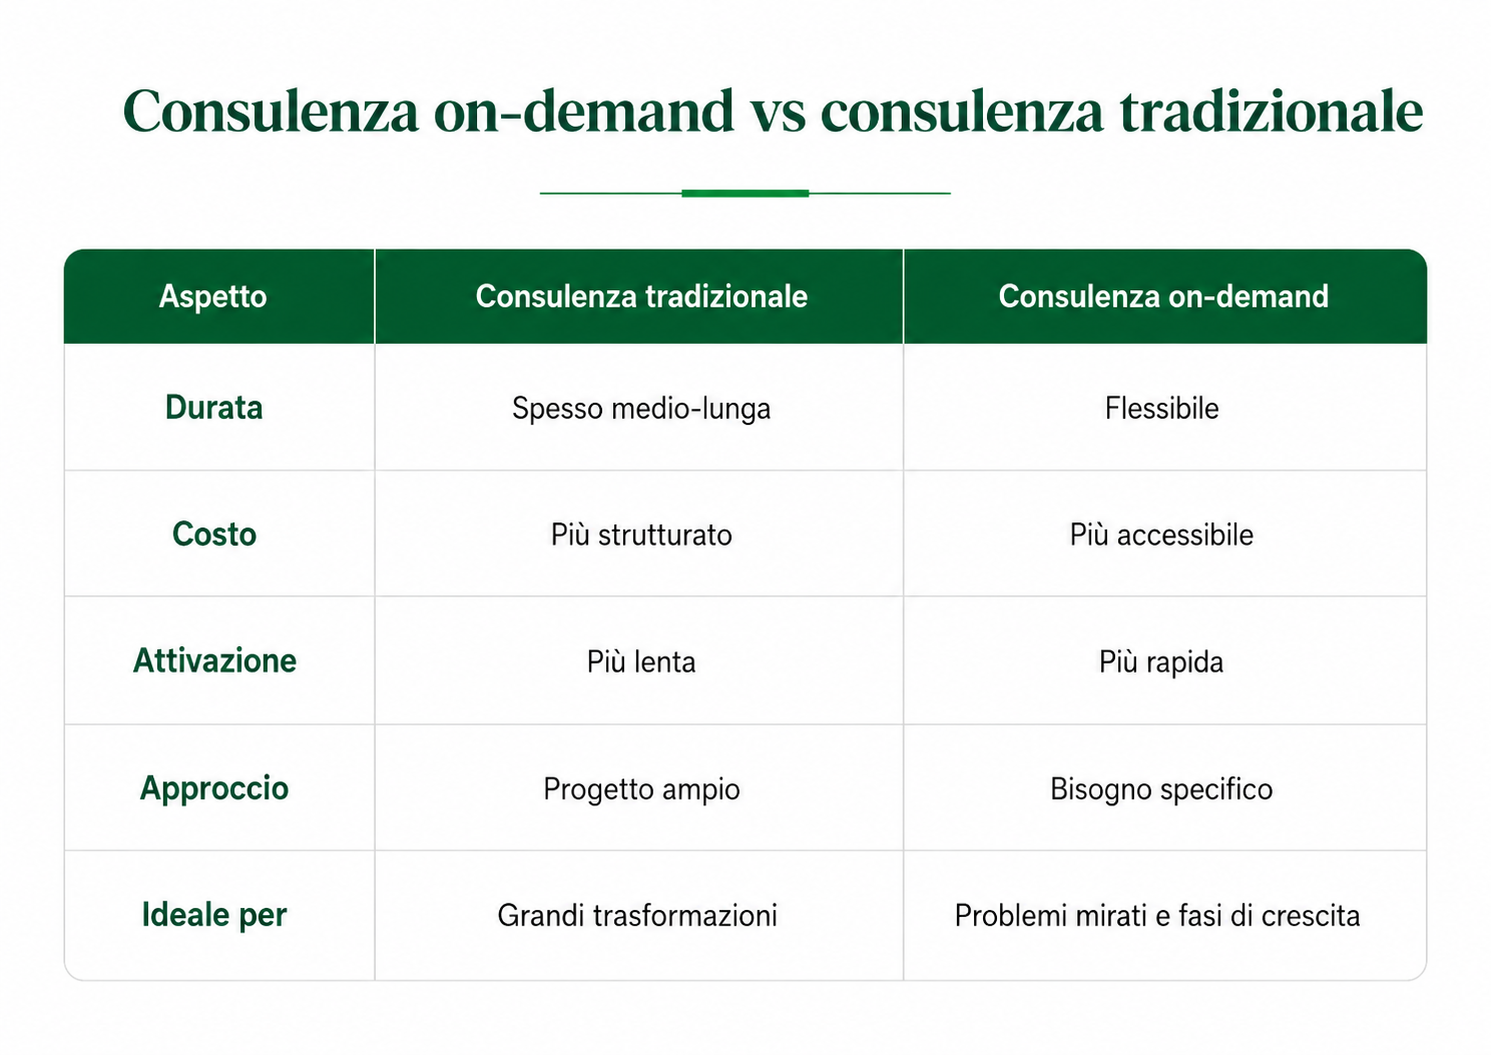 Consulenza on-demand vs consulenza tradizionale
Aspetto Consulenza tradizionale Consulenza on-demand
Durata Spesso medio-lunga Flessibile
Costo Più strutturato Più accessibile
Attivazione Più lenta Più rapida
Approccio Progetto ampio Bisogno specifico
Ideale per Grandi trasformazioni Problemi mirati e fasi di crescita